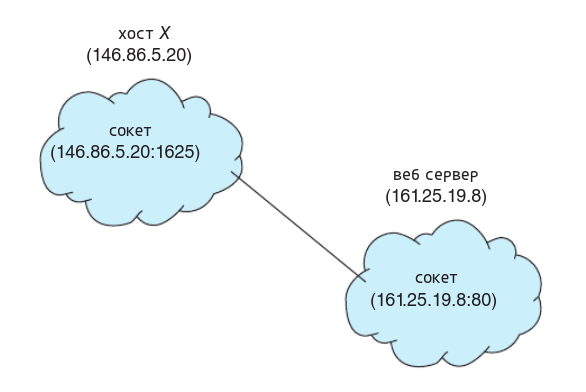 хост X
(146.86.5.20)
сокет
(146.86.5.20:1625)
веб сервер
(161.25.19.8)
сокет
(161.25.19.8:80)